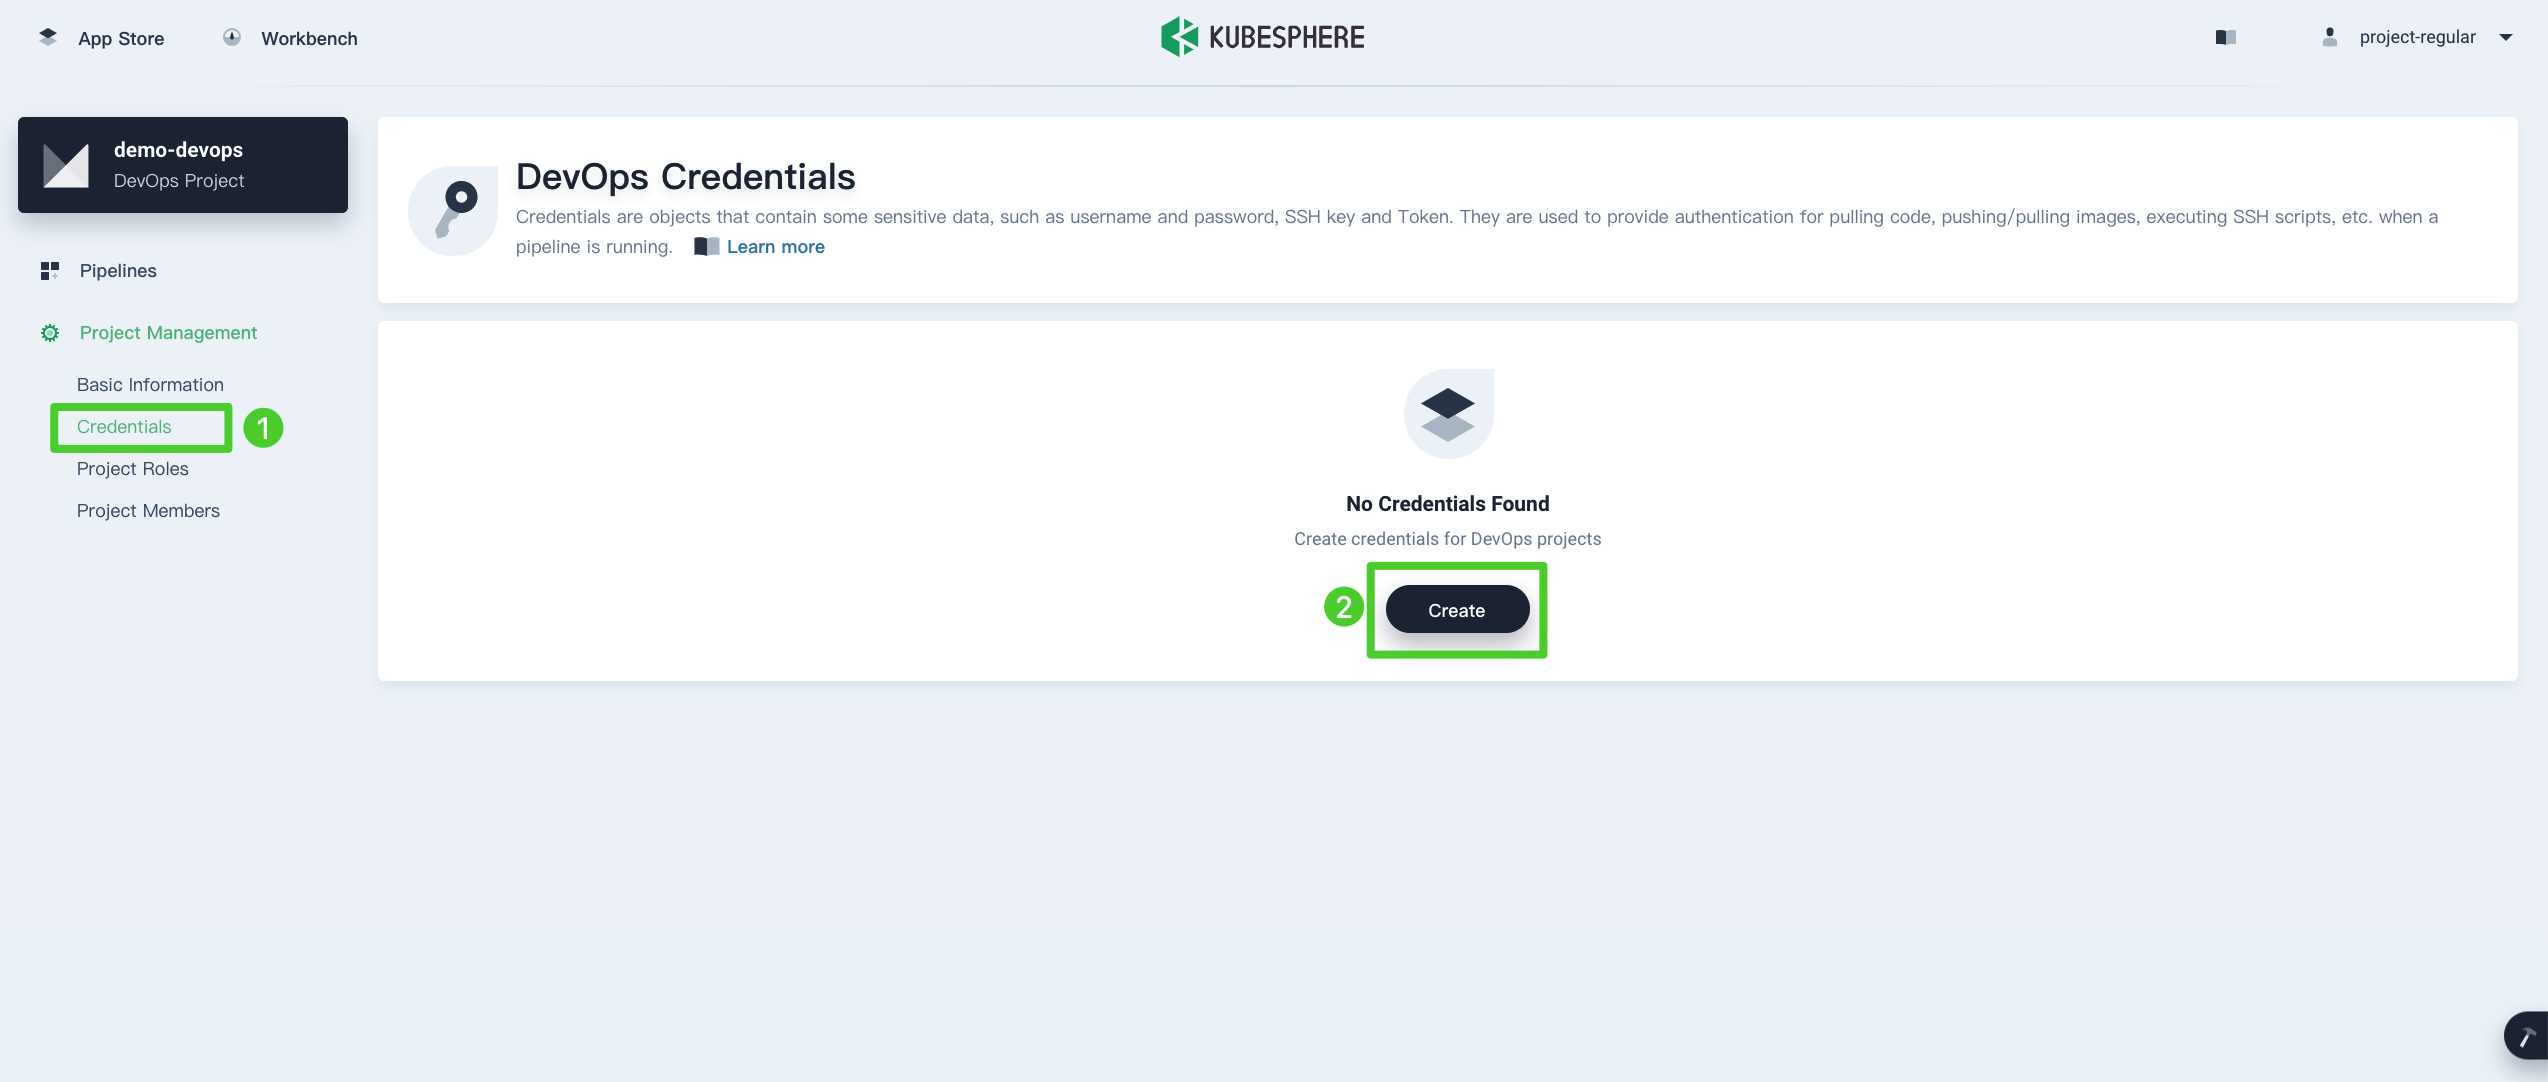 App Store
Workbench
KUBESPHERE
project-regular
demo-devops
DevOps Project
Pipelines
Project Management
Basic Information
Credentials
1
Project Roles
Project Members
DevOps Credentials
Credentials are objects that contain some sensitive data, such as username and password, SSH key and Token. They are used to provide authentication for pulling code, pushing/pulling images, executing SSH scripts, etc. when a
pipeline is running. Learn more
No Credentials Found
Create credentials for DevOps projects
2
Create